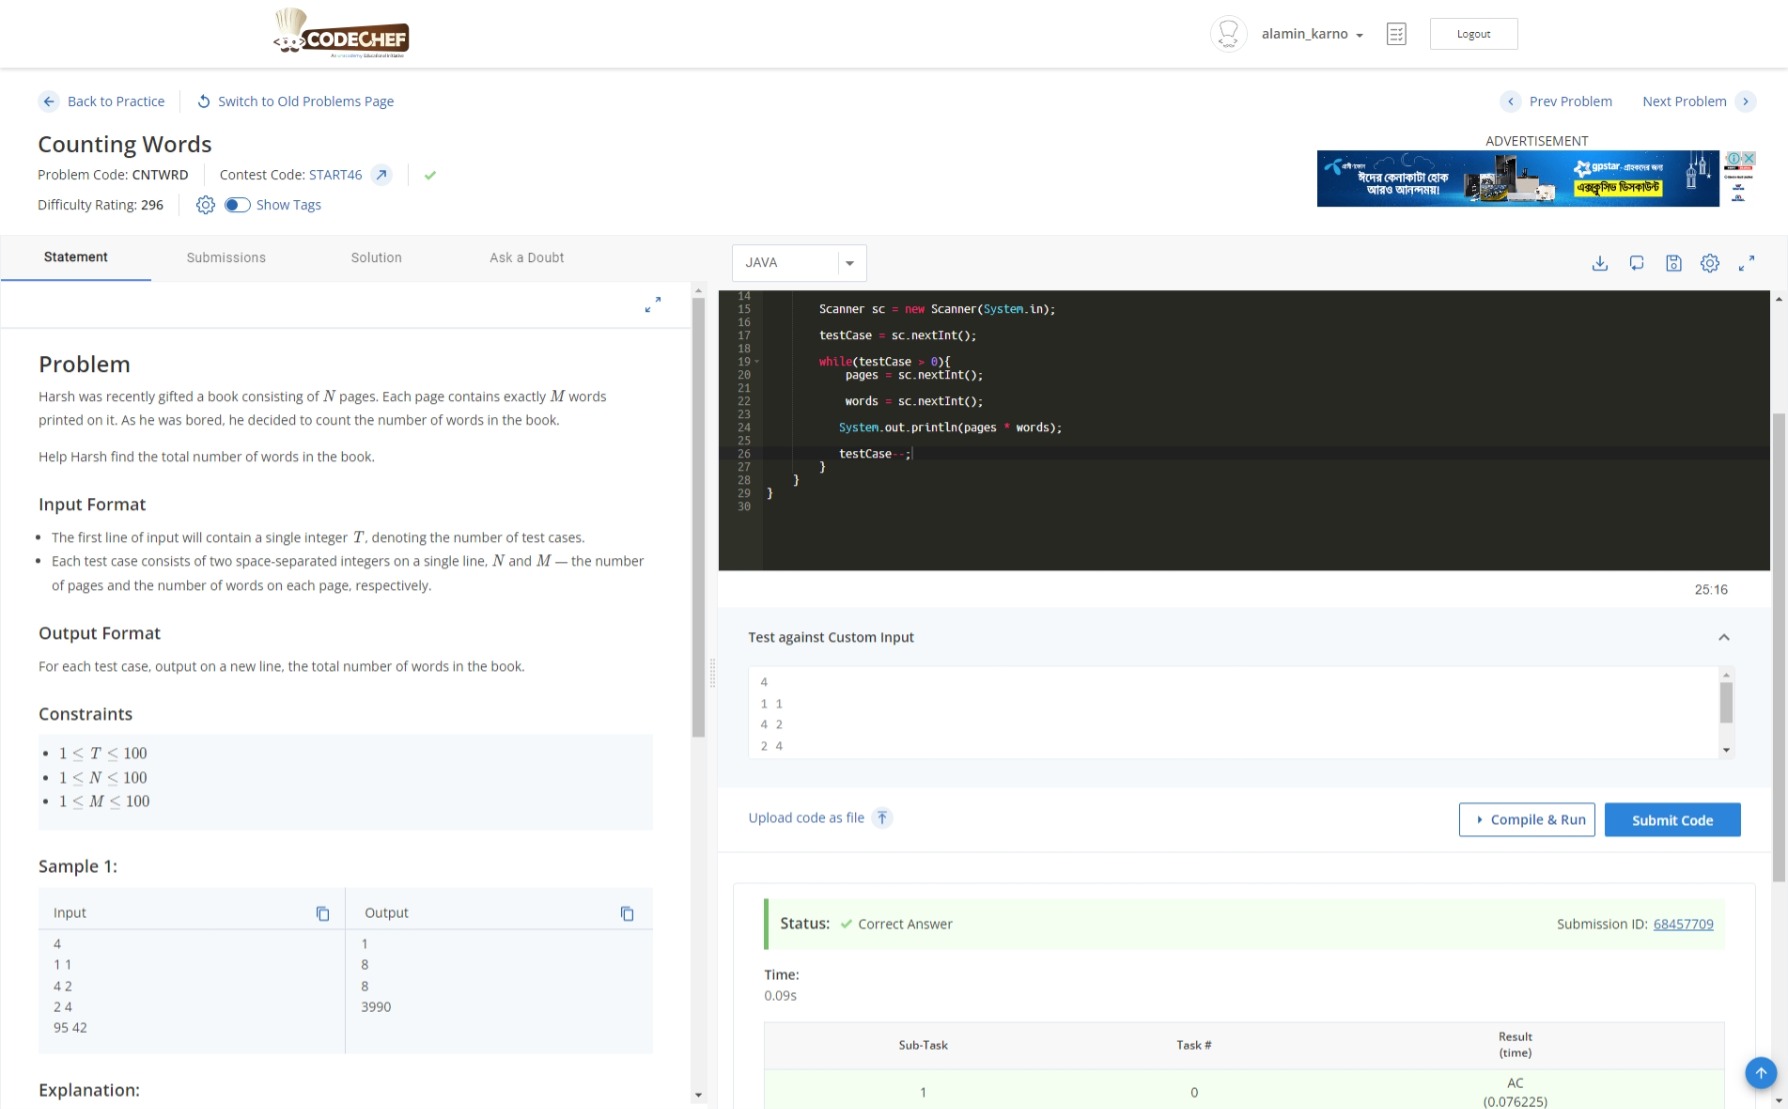 CODECHEF
alamin_karno
Logout
Back to Practice
Switch to Old Problems Page
Prev Problem
Next Problem
Counting Words
Problem Code: CNTWRD
Contest Code: START46
Difficulty Rating: 296
Show Tags
ADVERTISEMENT
ঈদের কেনাকাটা হোক
আরও আনন্দময়!
gpstar-গ্রাহকদের জন্য
এক্সক্লুসিভ ডিসকাউন্ট
Statement
Submissions
Solution
Ask a Doubt
JAVA
Problem
Harsh was recently gifted a book consisting of N pages. Each page contains exactly M words
printed on it. As he was bored, he decided to count the number of words in the book.
Help Harsh find the total number of words in the book.
Input Format
• The first line of input will contain a single integer T, denoting the number of test cases.
• Each test case consists of two space-separated integers on a single line, N and M — the number
of pages and the number of words on each page, respectively.
Output Format
For each test case, output on a new line, the total number of words in the book.
Constraints
• 1 ≤ T ≤ 100
• 1 ≤ N ≤ 100
• 1 ≤ M ≤ 100
Sample 1:
Input
Output
4
1 1
4 2
2 4
95 42
1
8
8
3990
Explanation:
14
15 Scanner sc = new Scanner(System.in);
16
17 testCase = sc.nextInt();
18
19 while(testCase > 0){
20 pages = sc.nextInt();
21
22 words = sc.nextInt();
23
24 System.out.println(pages * words);
25
26 testCase--;
27 }
28 }
29 }
30
25:16
Test against Custom Input
4
1 1
4 2
2 4
Upload code as file
Compile & Run
Submit Code
Status: Correct Answer
Submission ID: 68457709
Time:
0.09s
Sub-Task
Task #
Result
(time)
1
0
AC
(0.076225)